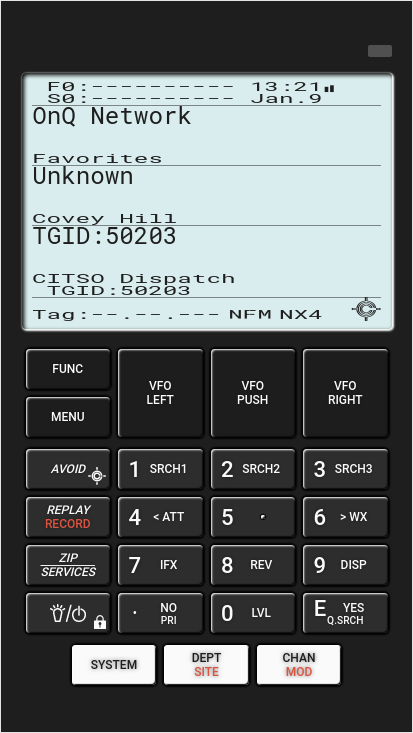 F0:---------- 13:21
S0:---------- Jan.9
OnQ Network
Favorites
Unknown
Covey Hill
TGID:50203
CITSO Dispatch
TGID:50203
Tag:--.--.--- NFM NX4
FUNC
MENU
VFO LEFT
VFO PUSH
VFO RIGHT
AVOID
1 SRCH1
2 SRCH2
3 SRCH3
REPLAY
RECORD
4 < ATT
5 .
6 > WX
ZIP
SERVICES
7 IFX
8 REV
9 DISP
/
. NO
PRI
0 LVL
E YES
Q.SRCH
SYSTEM
DEPT
SITE
CHAN
MOD